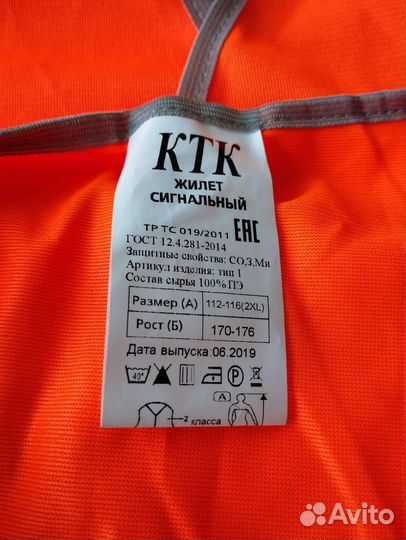 КТК
ЖИЛЕТ
СИГНАЛЬНЫЙ
ТР ТС 019/2011 ЕАС
ГОСТ 12.4.281-2014
Защитные свойства: СО,З,Ми
Артикул изделия: тип 1
Состав сырья 100% ПЭ
Размер (А) 112-116(2XL)
Рост (Б) 170-176
Дата выпуска:06.2019
40° P
А
2 класса
Avito